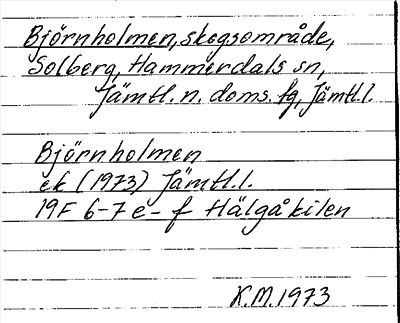 Björnholmen, skogsområde,
Solberg, Hammerdals sn,
Jämtl. n. doms. fg, Jämtl. l.
Björnholmen
ek (1973) Jämtl. l.
19F 6-7 e - f Hälgåkilen
K.M. 1973